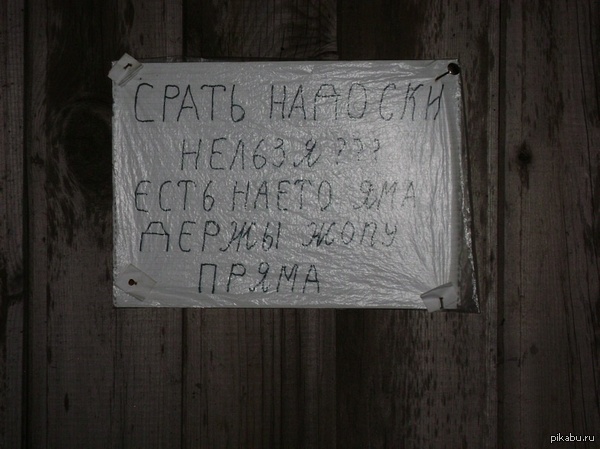 СРАТЬ НАДОСКИ
НЕЛЬЗЯ???
ЕСТЬ НАЕТО ЯМА
ДЕРЖЫ ЖОПУ
ПРЯМА
pikabu.ru